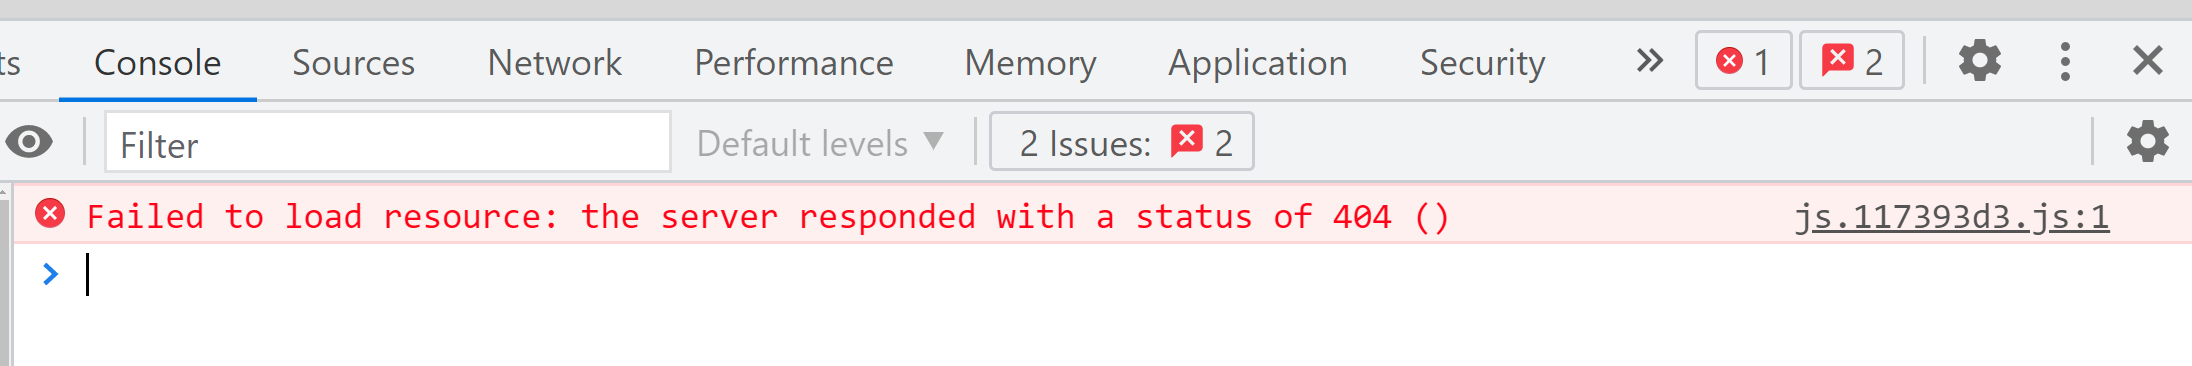 ts Console Sources Network Performance Memory Application Security 1 2
Filter Default levels ▼ 2 Issues: 2
Failed to load resource: the server responded with a status of 404 () js.117393d3.js:1